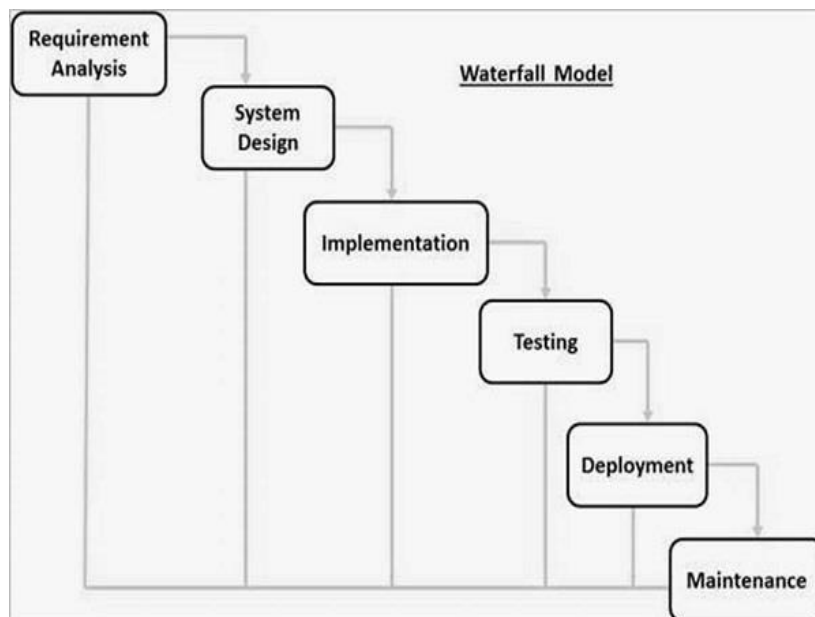 Requirement
Analysis
Waterfall Model
System
Design
Implementation
Testing
Deployment
Maintenance